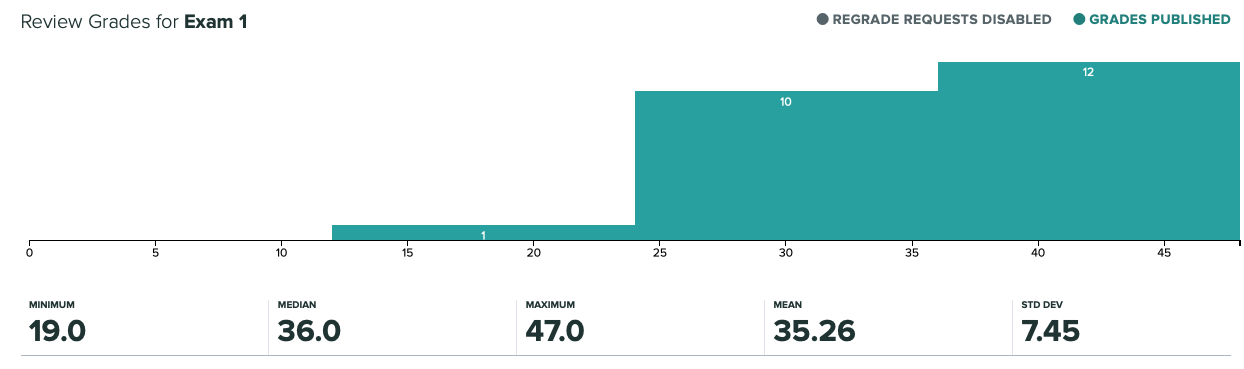 Review Grades for Exam 1
REGRADE REQUESTS DISABLED GRADES PUBLISHED
12
10
1
0 5 10 15 20 25 30 35 40 45
MINIMUM MEDIAN MAXIMUM MEAN STD DEV
19.0 36.0 47.0 35.26 7.45